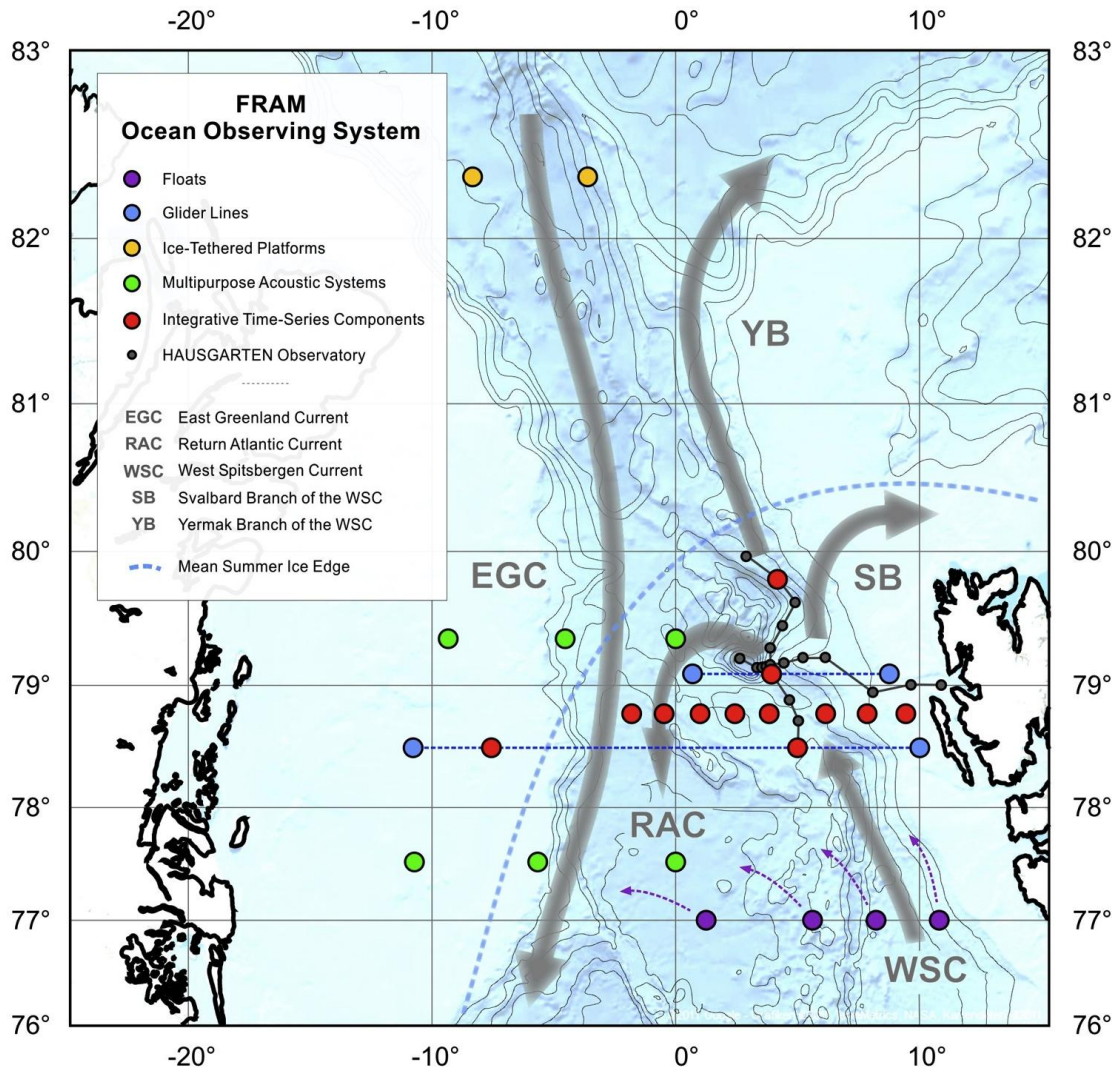 -20° -10° 0° 10°
83° 83°
FRAM
Ocean Observing System
Floats
Glider Lines
Ice-Tethered Platforms
Multipurpose Acoustic Systems
Integrative Time-Series Components
HAUSGARTEN Observatory
EGC East Greenland Current
RAC Return Atlantic Current
WSC West Spitsbergen Current
SB Svalbard Branch of the WSC
YB Yermak Branch of the WSC
Mean Summer Ice Edge
82° 82°
YB
81° 81°
80° 80°
EGC
SB
79° 79°
78° 78°
RAC
77° 77°
WSC
76° 76°
-20° -10° 0° 10°